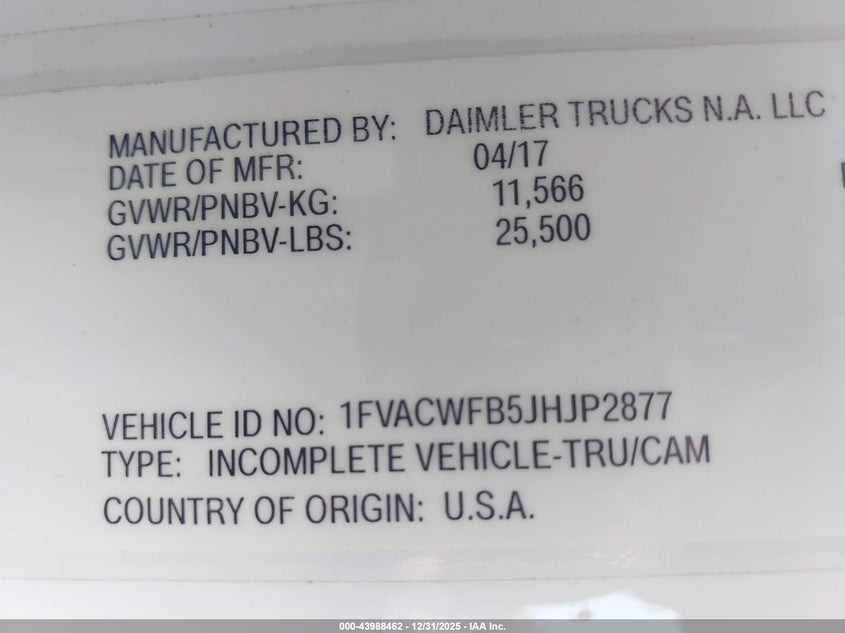 MANUFACTURED BY: DAIMLER TRUCKS N.A. LLC
DATE OF MFR: 04/17
GVWR/PNBV-KG: 11,566
GVWR/PNBV-LBS: 25,500
VEHICLE ID NO: 1FVACWFB5JHJP2877
TYPE: INCOMPLETE VEHICLE-TRU/CAM
COUNTRY OF ORIGIN: U.S.A.
000-43988462 - 12/31/2025 - IAA Inc.